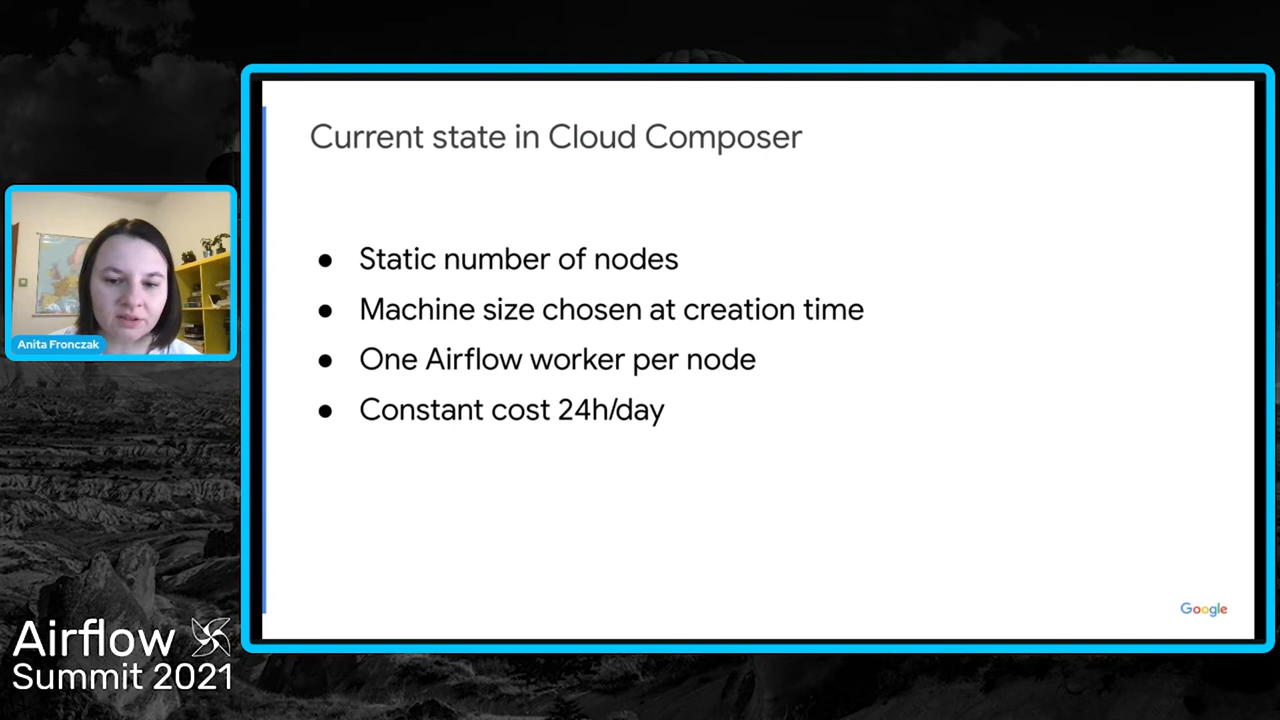 Current state in Cloud Composer
● Static number of nodes
● Machine size chosen at creation time
● One Airflow worker per node
● Constant cost 24h/day
Google
Anita Fronczak
Airflow
Summit 2021